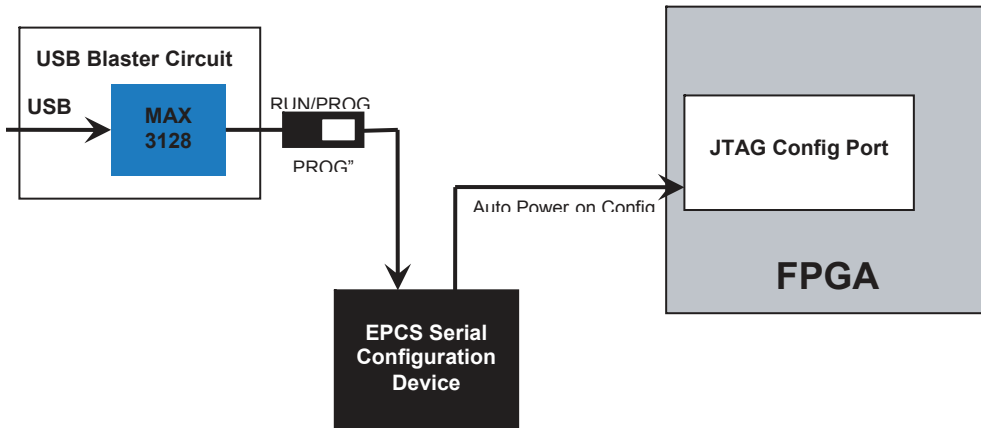 USB Blaster Circuit
USB
MAX
3128
RUN/PROG
PROG”
JTAG Config Port
Auto Power on Config
FPGA
EPCS Serial
Configuration
Device